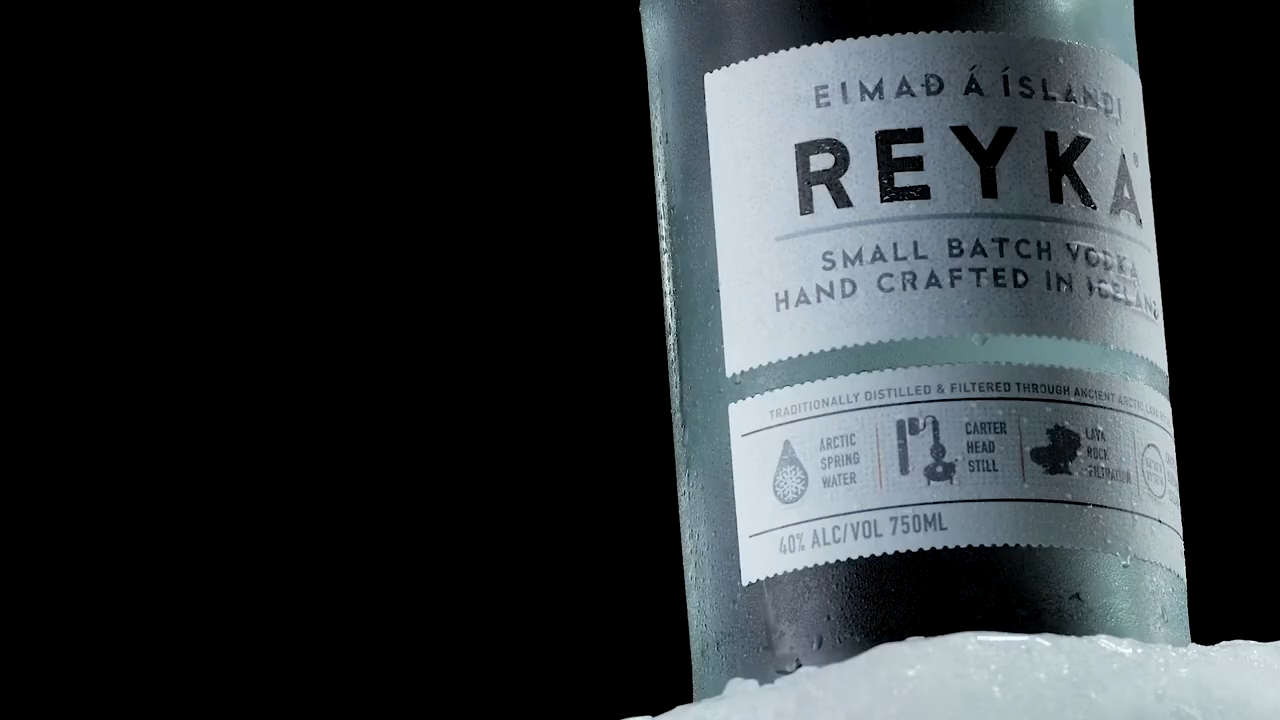 EIMAÐ Á ÍSLANDI
REYKA®
SMALL BATCH VODKA
HAND CRAFTED IN ICELAND
TRADITIONALLY DISTILLED & FILTERED THROUGH ANCIENT ARCTIC LAVA
ARCTIC
SPRING
WATER
CARTER
HEAD
STILL
LAVA
ROCK
FILTRATION
40% ALC/VOL 750ML